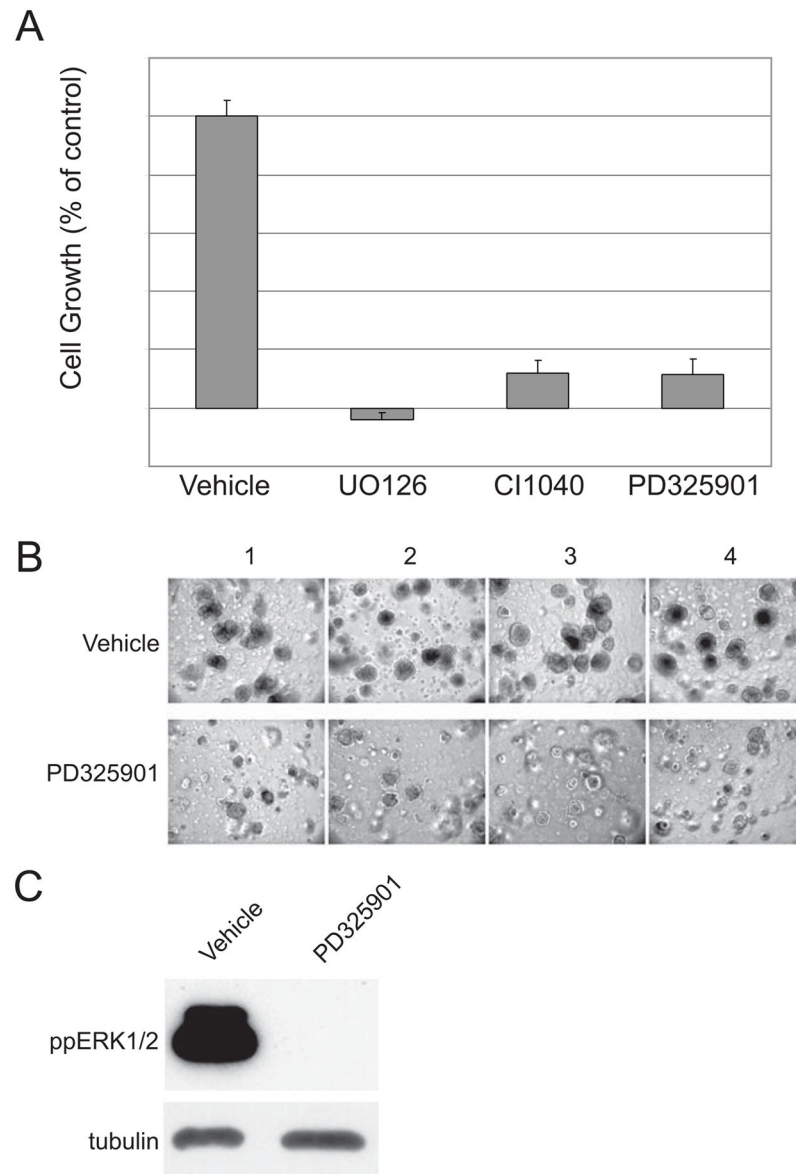 A
Cell Growth (% of control)
Vehicle
UO126
CI1040
PD325901
B
1 2 3 4
Vehicle
PD325901
C
Vehicle
PD325901
ppERK1/2
tubulin